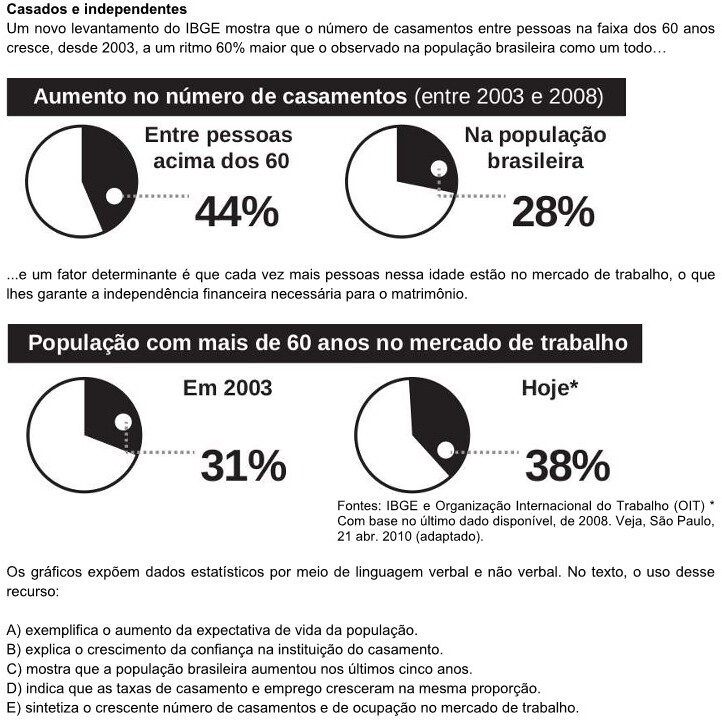 Casados e independentes
Um novo levantamento do IBGE mostra que o número de casamentos entre pessoas na faixa dos 60 anos
cresce, desde 2003, a um ritmo 60% maior que o observado na população brasileira como um todo…
Aumento no número de casamentos (entre 2003 e 2008)
Entre pessoas
acima dos 60
44%
Na população
brasileira
28%
...e um fator determinante é que cada vez mais pessoas nessa idade estão no mercado de trabalho, o que
lhes garante a independência financeira necessária para o matrimônio.
População com mais de 60 anos no mercado de trabalho
Em 2003
31%
Hoje*
38%
Fontes: IBGE e Organização Internacional do Trabalho (OIT) *
Com base no último dado disponível, de 2008. Veja, São Paulo,
21 abr. 2010 (adaptado).
Os gráficos expõem dados estatísticos por meio de linguagem verbal e não verbal. No texto, o uso desse
recurso:
A) exemplifica o aumento da expectativa de vida da população.
B) explica o crescimento da confiança na instituição do casamento.
C) mostra que a população brasileira aumentou nos últimos cinco anos.
D) indica que as taxas de casamento e emprego cresceram na mesma proporção.
E) sintetiza o crescente número de casamentos e de ocupação no mercado de trabalho.